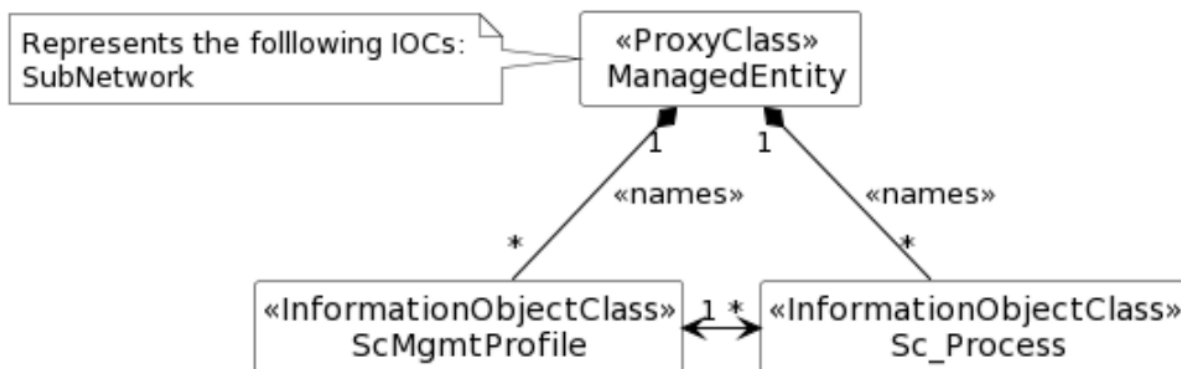 Represents the folllowing IOCs:
SubNetwork
«ProxyClass»
ManagedEntity
1
1
«names»
«names»
*
*
«InformationObjectClass»
ScMgmtProfile
1 *
«InformationObjectClass»
Sc_Process